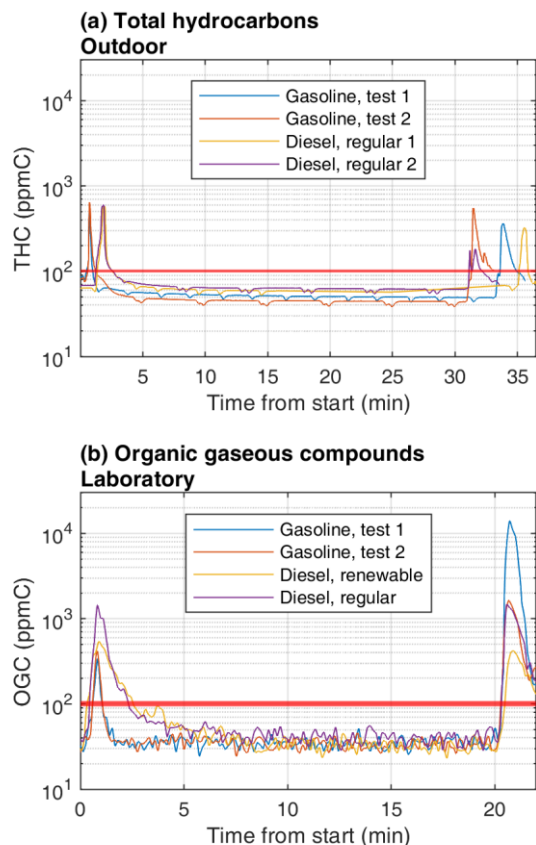 (a) Total hydrocarbons
Outdoor
Gasoline, test 1
Gasoline, test 2
Diesel, regular 1
Diesel, regular 2
THC (ppmC)
10^4
10^3
10^2
10^1
5 10 15 20 25 30 35
Time from start (min)
(b) Organic gaseous compounds
Laboratory
Gasoline, test 1
Gasoline, test 2
Diesel, renewable
Diesel, regular
OGC (ppmC)
10^4
10^3
10^2
10^1
0 5 10 15 20
Time from start (min)